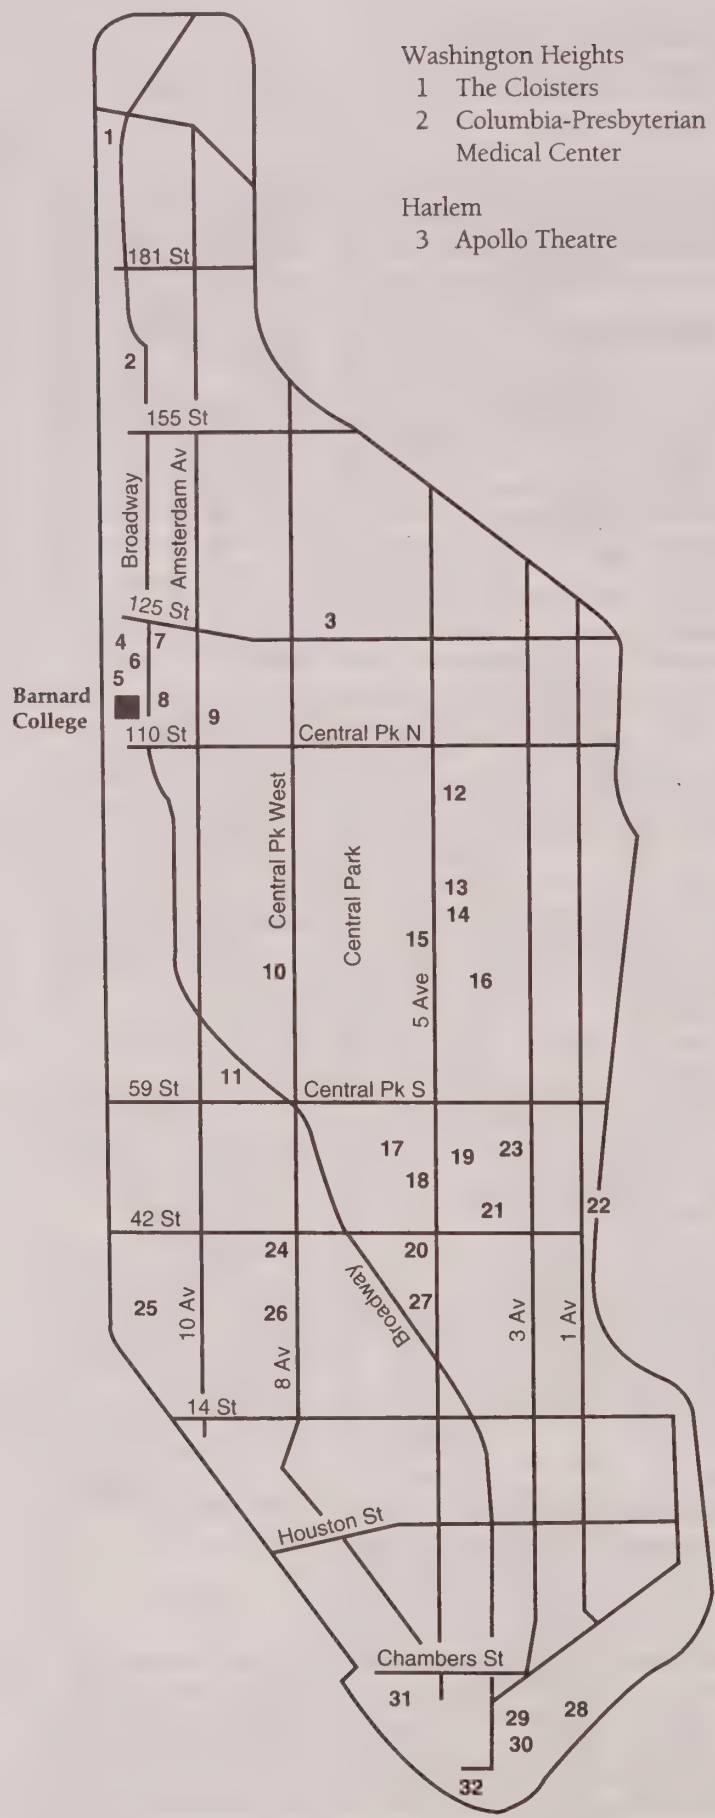 Washington Heights
1 The Cloisters
2 Columbia-Presbyterian
Medical Center
Harlem
3 Apollo Theatre
1
181 St
2
155 St
Broadway
Amsterdam Av
125 St
3
4
7
6
5
Barnard
College
8
9
110 St
Central Pk N
12
Central Pk West
Central Park
13
14
15
10
16
5 Ave
11
59 St
Central Pk S
17
19
23
18
22
21
42 St
24
20
Broadway
25
10 Av
26
27
3 Av
1 Av
8 Av
14 St
Houston St
Chambers St
31
28
29
30
32